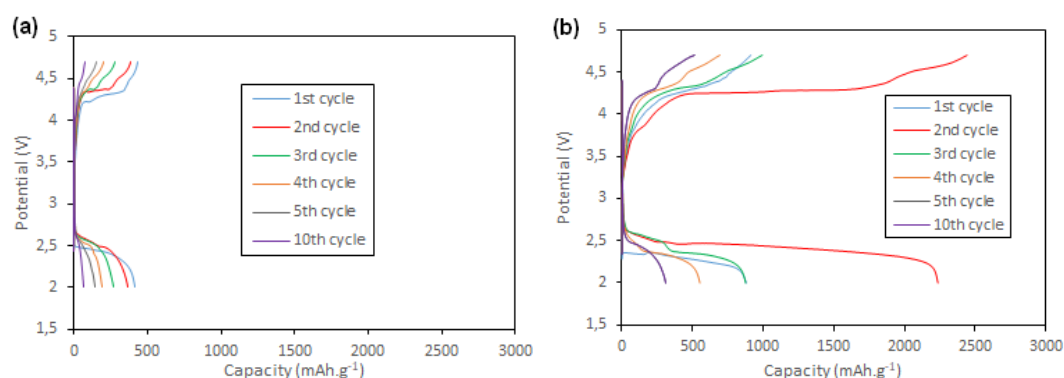 (a)
5
4,5
4
3,5
3
2,5
2
1,5
Potential (V)
1st cycle
2nd cycle
3rd cycle
4th cycle
5th cycle
10th cycle
0 500 1000 1500 2000 2500 3000
Capacity (mAh.g-1)
(b)
5
4,5
4
3,5
3
2,5
2
1,5
Potential (V)
1st cycle
2nd cycle
3rd cycle
4th cycle
5th cycle
10th cycle
0 500 1000 1500 2000 2500 3000
Capacity (mAh.g-1)